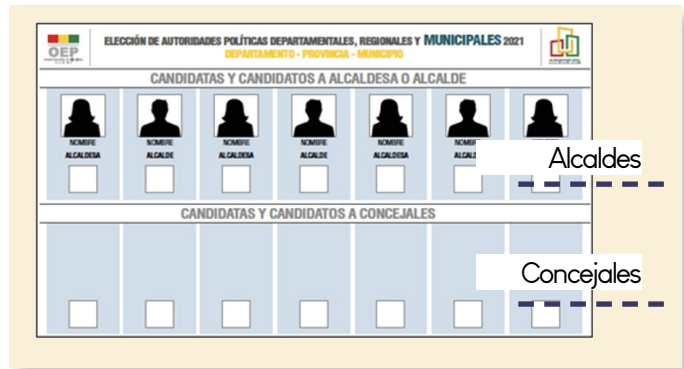 OEP
ELECCIÓN DE AUTORIDADES POLÍTICAS DEPARTAMENTALES, REGIONALES Y MUNICIPALES 2021
DEPARTAMENTO - PROVINCIA - MUNICIPIO
CANDIDATAS Y CANDIDATOS A ALCALDESA O ALCALDE
NOMBRE NOMBRE NOMBRE NOMBRE NOMBRE NOMBRE
ALCALDESA ALCALDE ALCALDESA ALCALDE ALCALDESA
Alcaldes
CANDIDATAS Y CANDIDATOS A CONCEJALES
Concejales